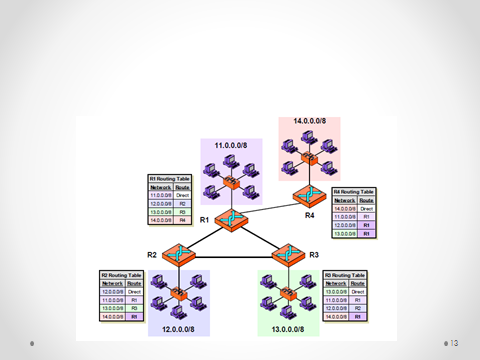 14.0.0.0/8
11.0.0.0/8
R1 Routing Table
Network Route
11.0.0.0/8 Direct
12.0.0.0/8 R2
13.0.0.0/8 R3
14.0.0.0/8 R4
R4 Routing Table
Network Route
14.0.0.0/8 Direct
11.0.0.0/8 R1
12.0.0.0/8 R1
13.0.0.0/8 R1
R1
R4
R2
R3
R2 Routing Table
Network Route
12.0.0.0/8 Direct
11.0.0.0/8 R1
13.0.0.0/8 R3
14.0.0.0/8 R1
R3 Routing Table
Network Route
13.0.0.0/8 Direct
11.0.0.0/8 R1
12.0.0.0/8 R2
14.0.0.0/8 R1
12.0.0.0/8
13.0.0.0/8
13